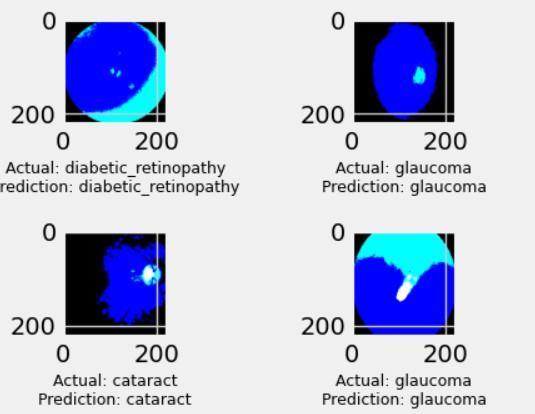 0
200
0 200
Actual: diabetic_retinopathy
rediction: diabetic_retinopathy
0
200
0 200
Actual: glaucoma
Prediction: glaucoma
0
200
0 200
Actual: cataract
Prediction: cataract
0
200
0 200
Actual: glaucoma
Prediction: glaucoma